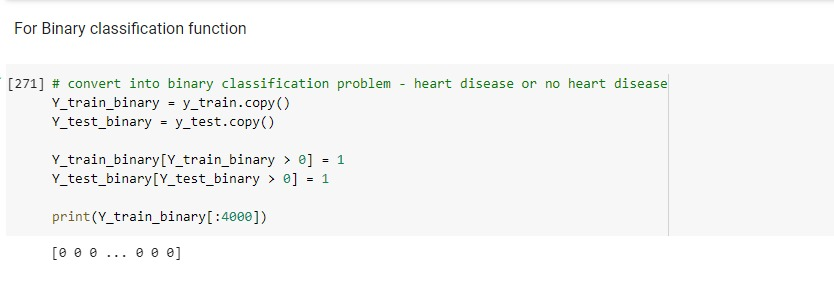 For Binary classification function
[271] # convert into binary classification problem - heart disease or no heart disease
Y_train_binary = y_train.copy()
Y_test_binary = y_test.copy()
Y_train_binary[Y_train_binary > 0] = 1
Y_test_binary[Y_test_binary > 0] = 1
print(Y_train_binary[:4000])
[0 0 0 ... 0 0 0]